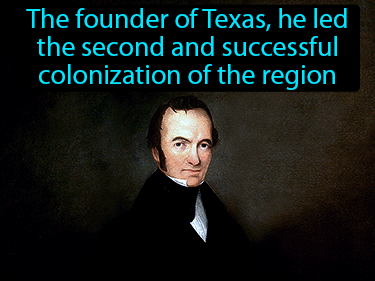 The founder of Texas, he led
the second and successful
colonization of the region